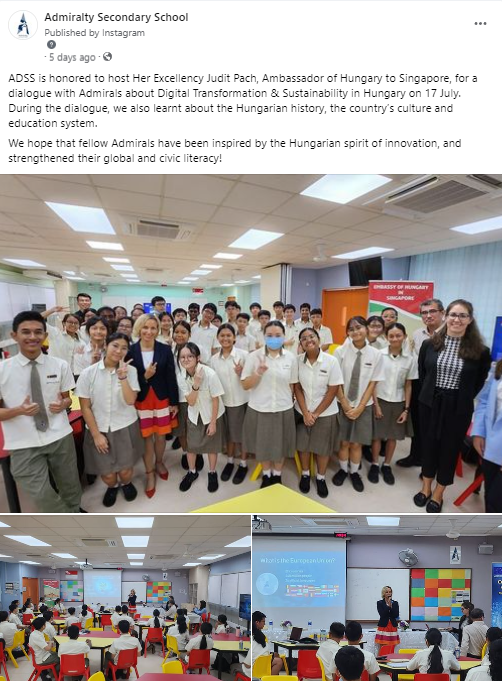 Admiralty Secondary School
Published by Instagram
· 5 days ago ·
ADSS is honored to host Her Excellency Judit Pach, Ambassador of Hungary to Singapore, for a
dialogue with Admirals about Digital Transformation & Sustainability in Hungary on 17 July.
During the dialogue, we also learnt about the Hungarian history, the country's culture and
education system.
We hope that fellow Admirals have been inspired by the Hungarian spirit of innovation, and
strengthened their global and civic literacy!
EMBASSY OF HUNGARY
IN
SINGAPORE
What is the European Union?